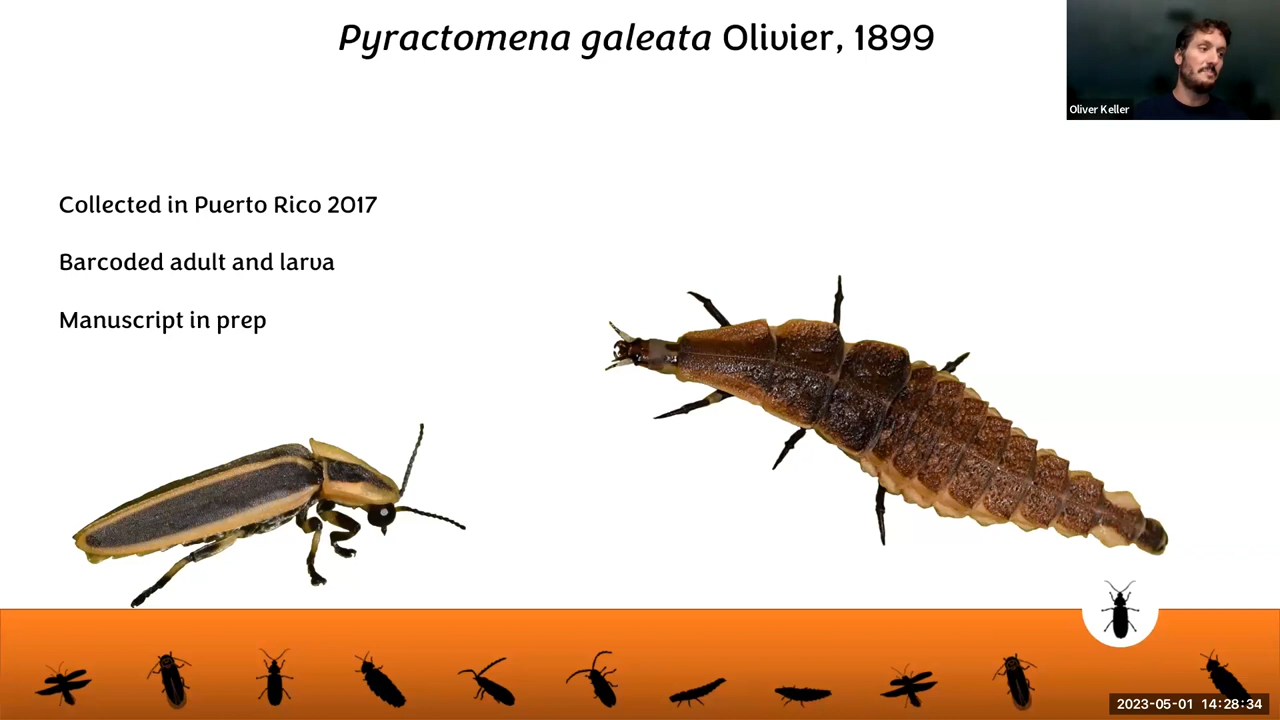 Pyractomena galeata Olivier, 1899
Oliver Keller
Collected in Puerto Rico 2017
Barcoded adult and larva
Manuscript in prep
2023-05-01 14:28:34